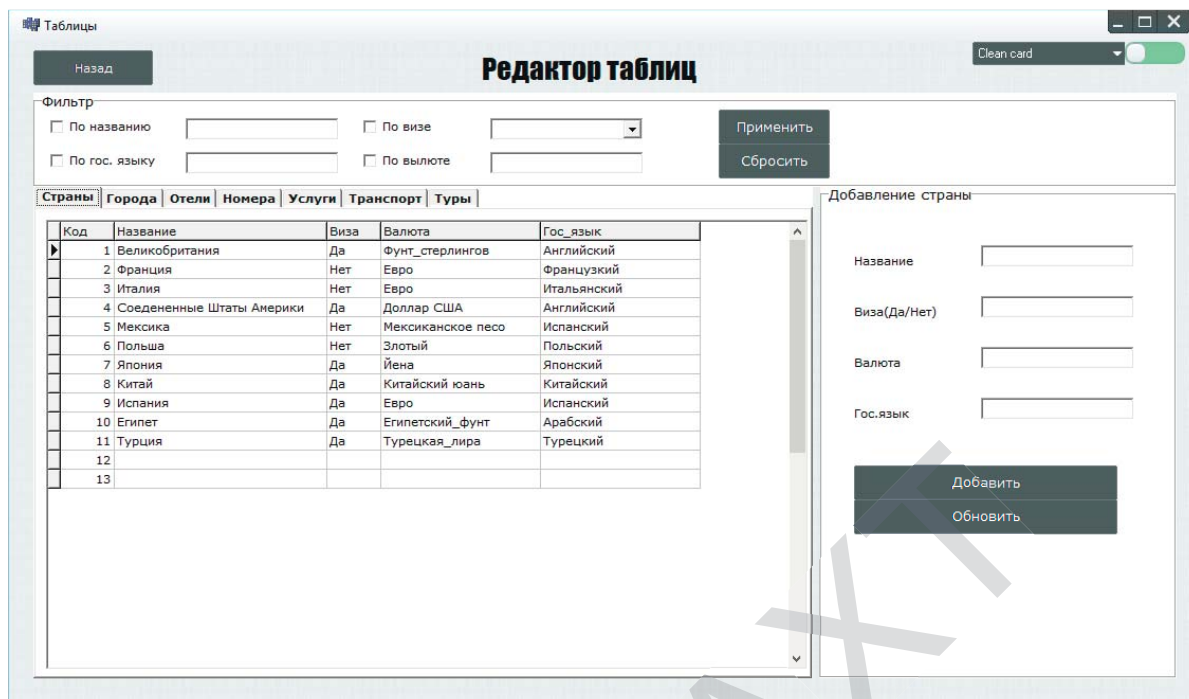 Таблицы
Назад
Редактор таблиц
Clean card
Фильтр
По названию
По визе
Применить
По гос. языку
По вылюте
Сбросить
Страны Города Отели Номера Услуги Транспорт Туры
Добавление страны
Код Название Виза Валюта Гос_язык
1 Великобритания Да Фунт_стерлингов Английский
2 Франция Нет Евро Французкий
3 Италия Нет Евро Итальянский
4 Соедененные Штаты Америки Да Доллар США Английский
5 Мексика Нет Мексиканское песо Испанский
6 Польша Нет Злотый Польский
7 Япония Да Йена Японский
8 Китай Да Китайский юань Китайский
9 Испания Да Евро Испанский
10 Египет Да Египетский_фунт Арабский
11 Турция Да Турецкая_лира Турецкий
12
13
Название
Виза(Да/Нет)
Валюта
Гос.язык
Добавить
Обновить